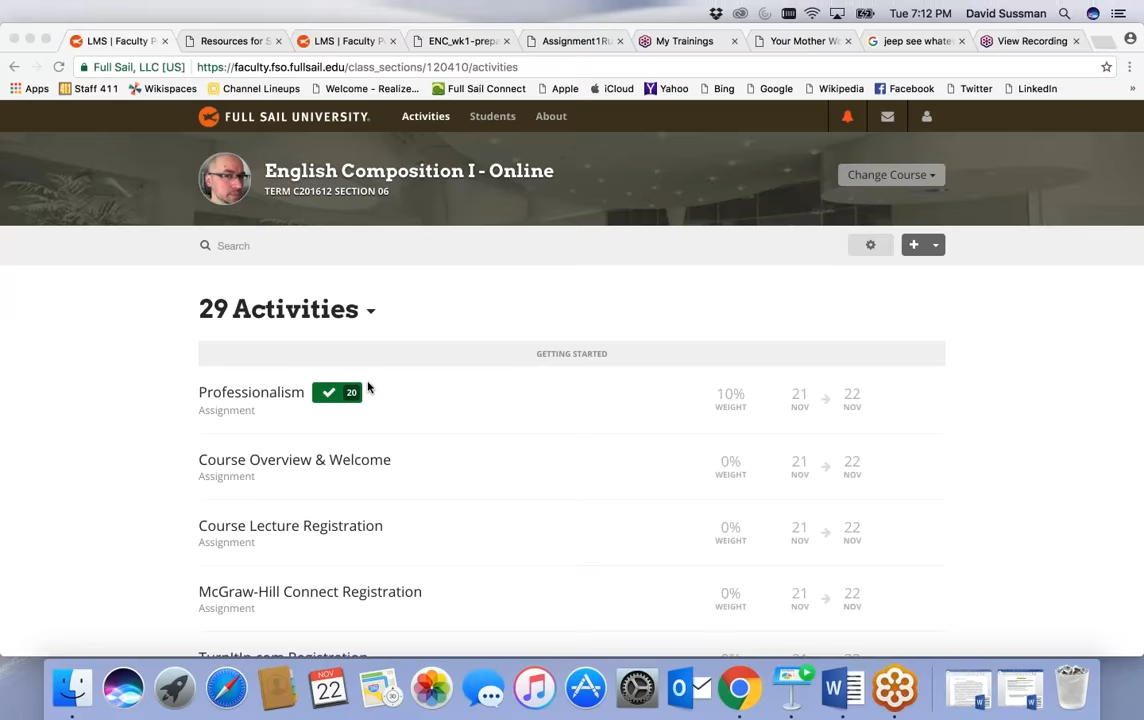 Tue 7:12 PM David Sussman
LMS | Faculty P
Resources for S
LMS | Faculty P
ENC_wk1-prepa
Assignment1Ru
My Trainings
Your Mother Wo
jeep see whatev
View Recording
Full Sail, LLC [US] https://faculty.fso.fullsail.edu/class_sections/120410/activities
Apps Staff 411 Wikispaces Channel Lineups Welcome - Realize... Full Sail Connect Apple iCloud Yahoo Bing Google Wikipedia Facebook Twitter LinkedIn
FULL SAIL UNIVERSITY. Activities Students About
English Composition I - Online
TERM C201612 SECTION 06
Change Course
Search
29 Activities
GETTING STARTED
Professionalism 20
Assignment
10% 21 22
WEIGHT NOV NOV
Course Overview & Welcome
Assignment
0% 21 22
WEIGHT NOV NOV
Course Lecture Registration
Assignment
0% 21 22
WEIGHT NOV NOV
McGraw-Hill Connect Registration
Assignment
0% 21 22
WEIGHT NOV NOV
TurnItIn.com Registration
NOV
22